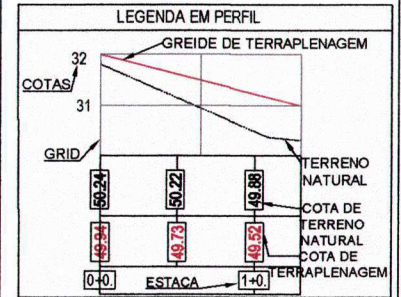 LEGENDA EM PERFIL
32
GREIDE DE TERRAPLENAGEM
COTAS
31
GRID
TERRENO
NATURAL
50.24
50.22
49.88
COTA DE
TERRENO
NATURAL
49.94
49.73
49.52
COTA DE
TERRAPLENAGEM
0+0.
ESTACA
1+0.